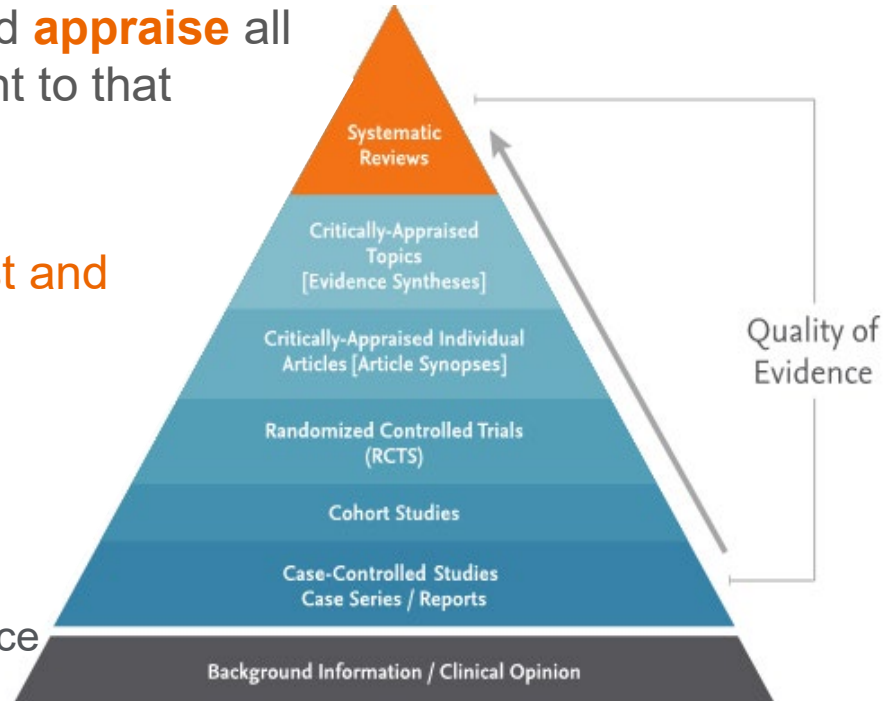 d appraise all
nt to that
st and
ce
Systematic
Reviews
Critically-Appraised
Topics
[Evidence Syntheses]
Critically-Appraised Individual
Articles [Article Synopses]
Randomized Controlled Trials
(RCTS)
Cohort Studies
Case-Controlled Studies
Case Series / Reports
Background Information / Clinical Opinion
Quality of
Evidence